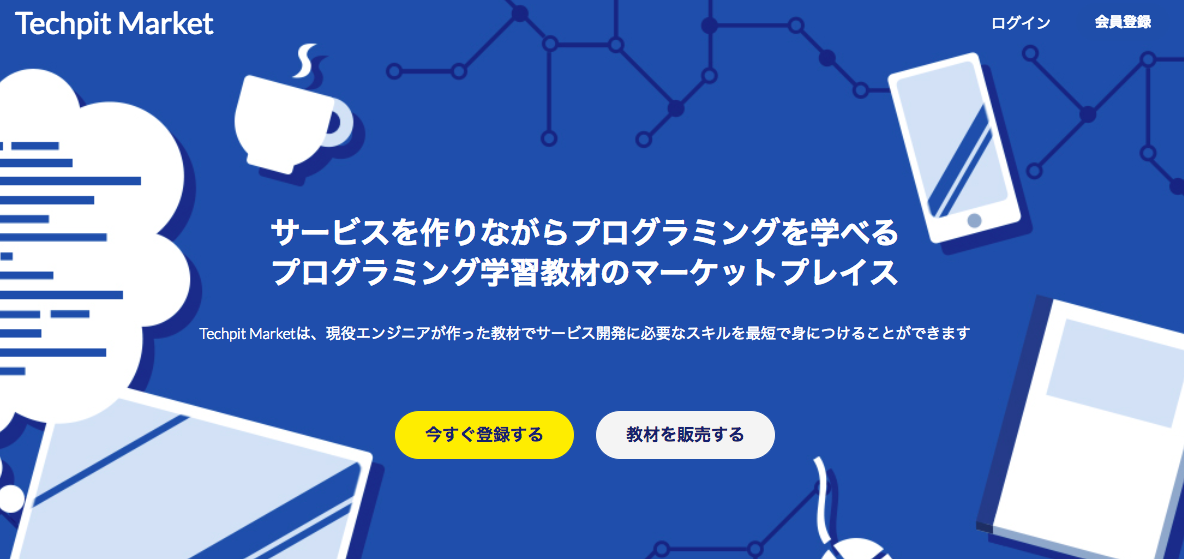 Techpit Market
ログイン
会員登録
サービスを作りながらプログラミングを学べる
プログラミング学習教材のマーケットプレイス
Techpit Marketは、現役エンジニアが作った教材でサービス開発に必要なスキルを最短で身につけることができます
今すぐ登録する
教材を販売する